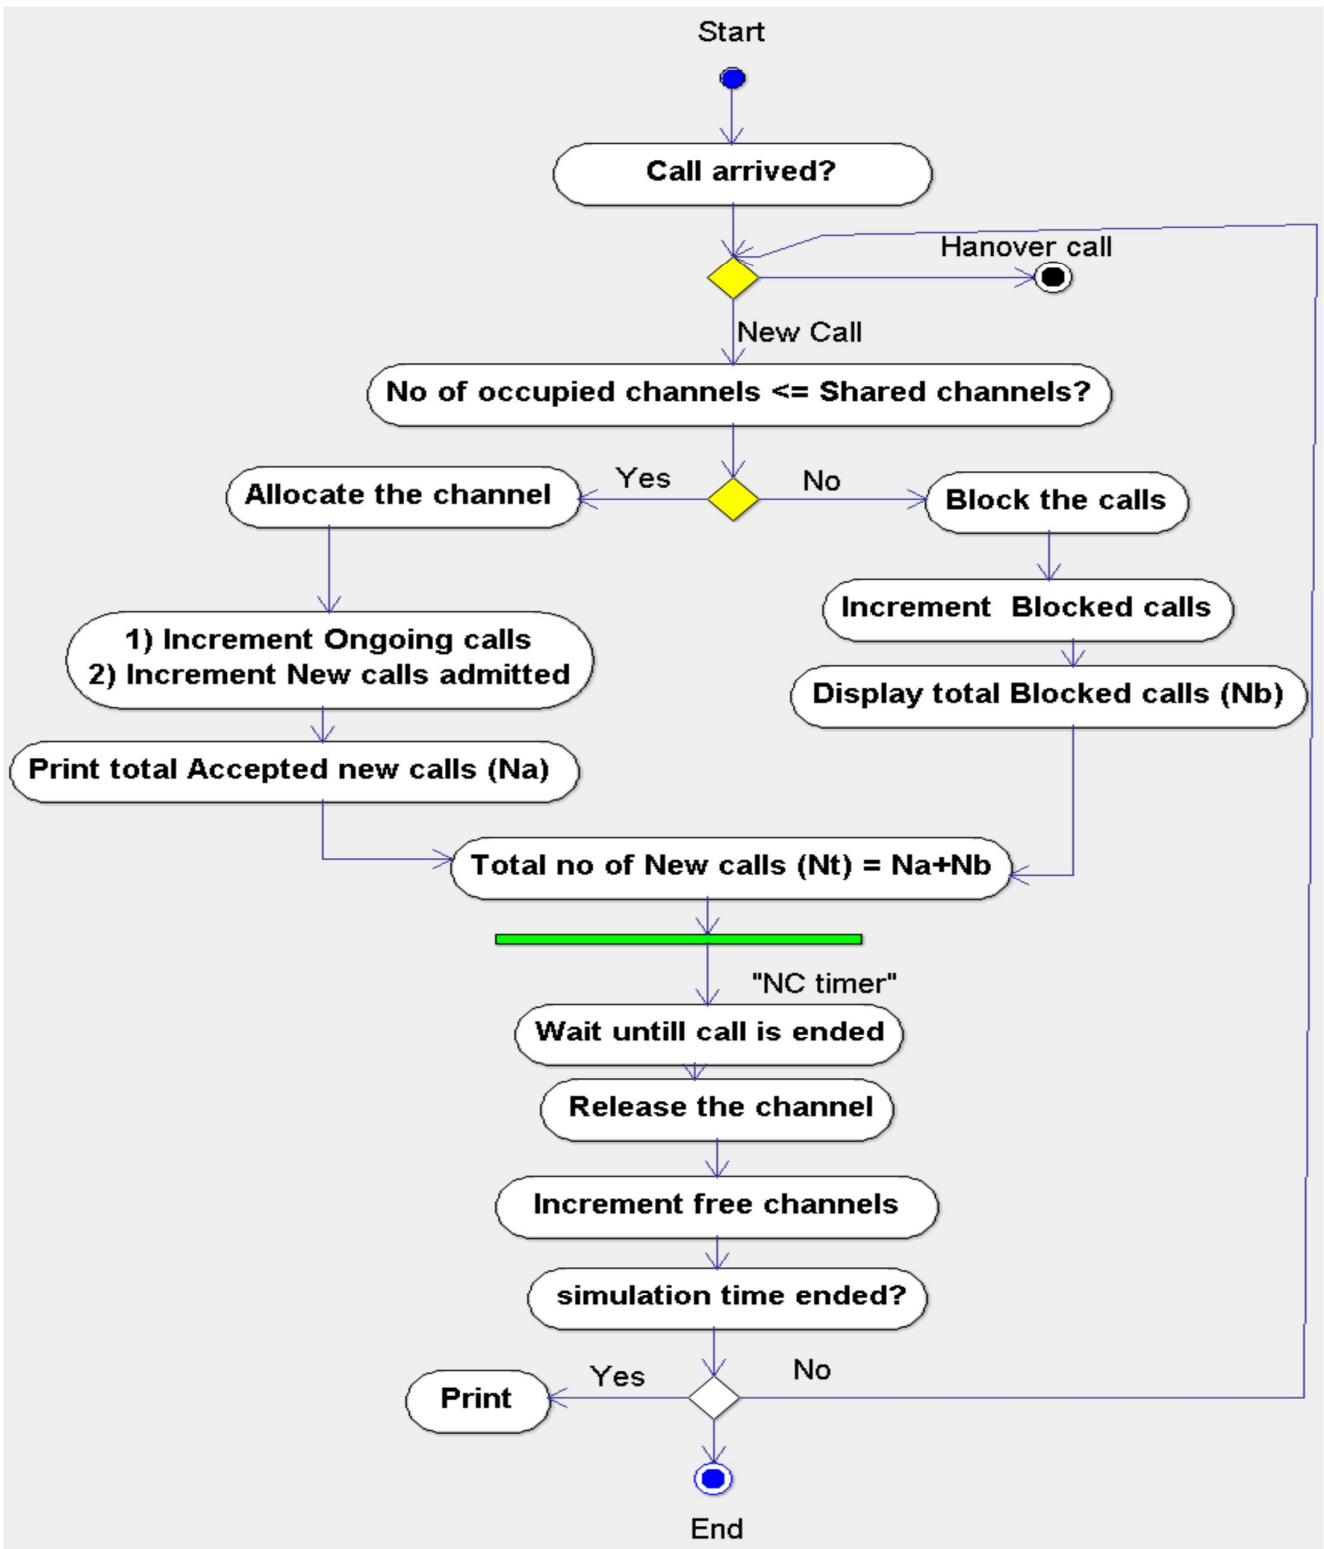 Start
Call arrived?
Hanover call
New Call
No of occupied channels <= Shared channels?
Yes
No
Allocate the channel
Block the calls
Increment  Blocked calls
1) Increment Ongoing calls
2) Increment New calls admitted
Display total Blocked calls (Nb)
Print total Accepted new calls (Na)
Total no of New calls (Nt) = Na+Nb
"NC timer"
Wait untill call is ended
Release the channel
Increment free channels
simulation time ended?
Yes
No
Print
End